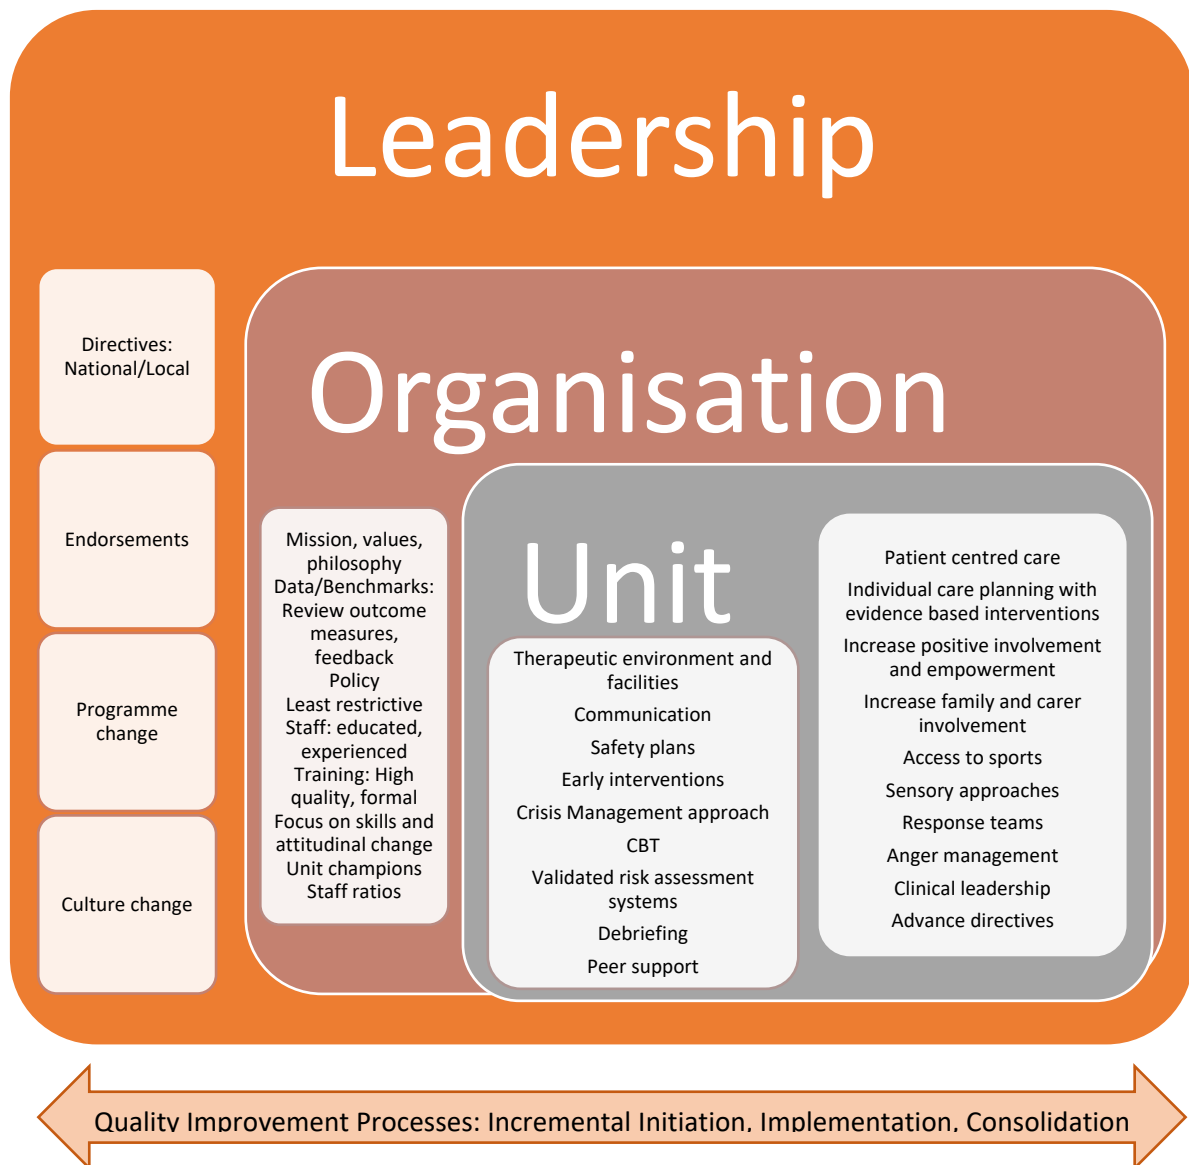 Leadership
Directives:
National/Local
Endorsements
Programme
change
Culture change
Organisation
Mission, values,
philosophy
Data/Benchmarks:
Review outcome
measures,
feedback
Policy
Least restrictive
Staff: educated,
experienced
Training: High
quality, formal
Focus on skills and
attitudinal change
Unit champions
Staff ratios
Unit
Therapeutic environment and
facilities
Communication
Safety plans
Early interventions
Crisis Management approach
CBT
Validated risk assessment
systems
Debriefing
Peer support
Patient centred care
Individual care planning with
evidence based interventions
Increase positive involvement
and empowerment
Increase family and carer
involvement
Access to sports
Sensory approaches
Response teams
Anger management
Clinical leadership
Advance directives
Quality Improvement Processes: Incremental Initiation, Implementation, Consolidation